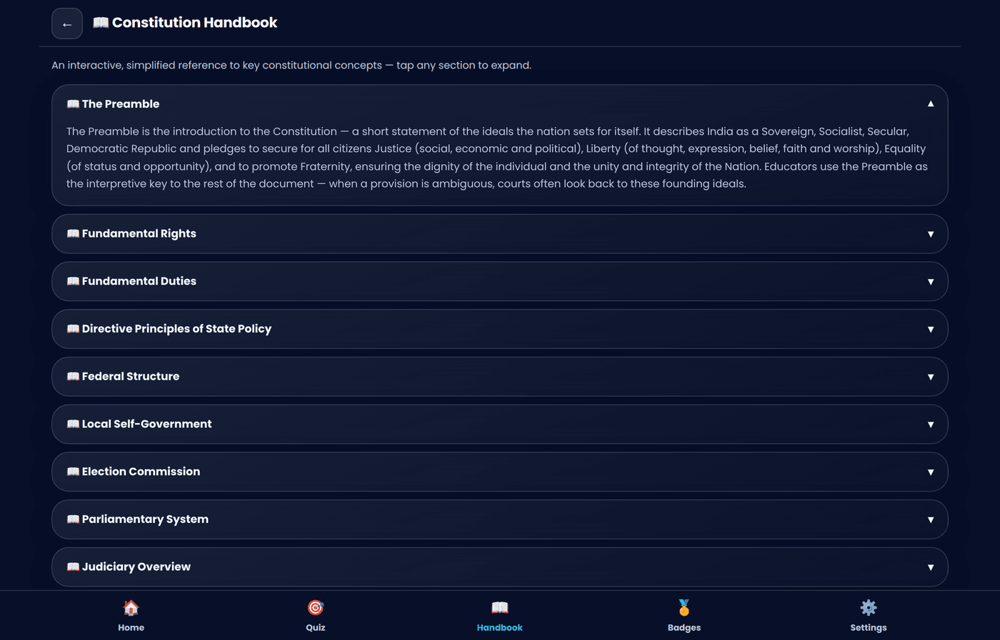 ← 📖 Constitution Handbook
An interactive, simplified reference to key constitutional concepts — tap any section to expand.
📖 The Preamble ▲
The Preamble is the introduction to the Constitution — a short statement of the ideals the nation sets for itself. It describes India as a Sovereign, Socialist, Secular,
Democratic Republic and pledges to secure for all citizens Justice (social, economic and political), Liberty (of thought, expression, belief, faith and worship), Equality
(of status and opportunity), and to promote Fraternity, ensuring the dignity of the individual and the unity and integrity of the Nation. Educators use the Preamble as
the interpretive key to the rest of the document — when a provision is ambiguous, courts often look back to these founding ideals.
📖 Fundamental Rights ▼
📖 Fundamental Duties ▼
📖 Directive Principles of State Policy ▼
📖 Federal Structure ▼
📖 Local Self-Government ▼
📖 Election Commission ▼
📖 Parliamentary System ▼
📖 Judiciary Overview ▼
Home Quiz Handbook Badges Settings